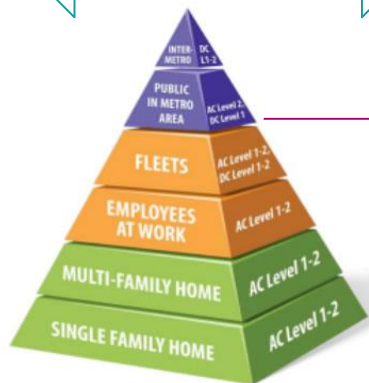 INTER-
METRO
DC
L1-2
PUBLIC
IN METRO
AREA
AC Level 2,
DC Level 1
FLEETS
AC Level 1-2,
DC Level 1-2
EMPLOYEES
AT WORK
AC Level 1-2
MULTI-FAMILY HOME
AC Level 1-2
SINGLE FAMILY HOME
AC Level 1-2